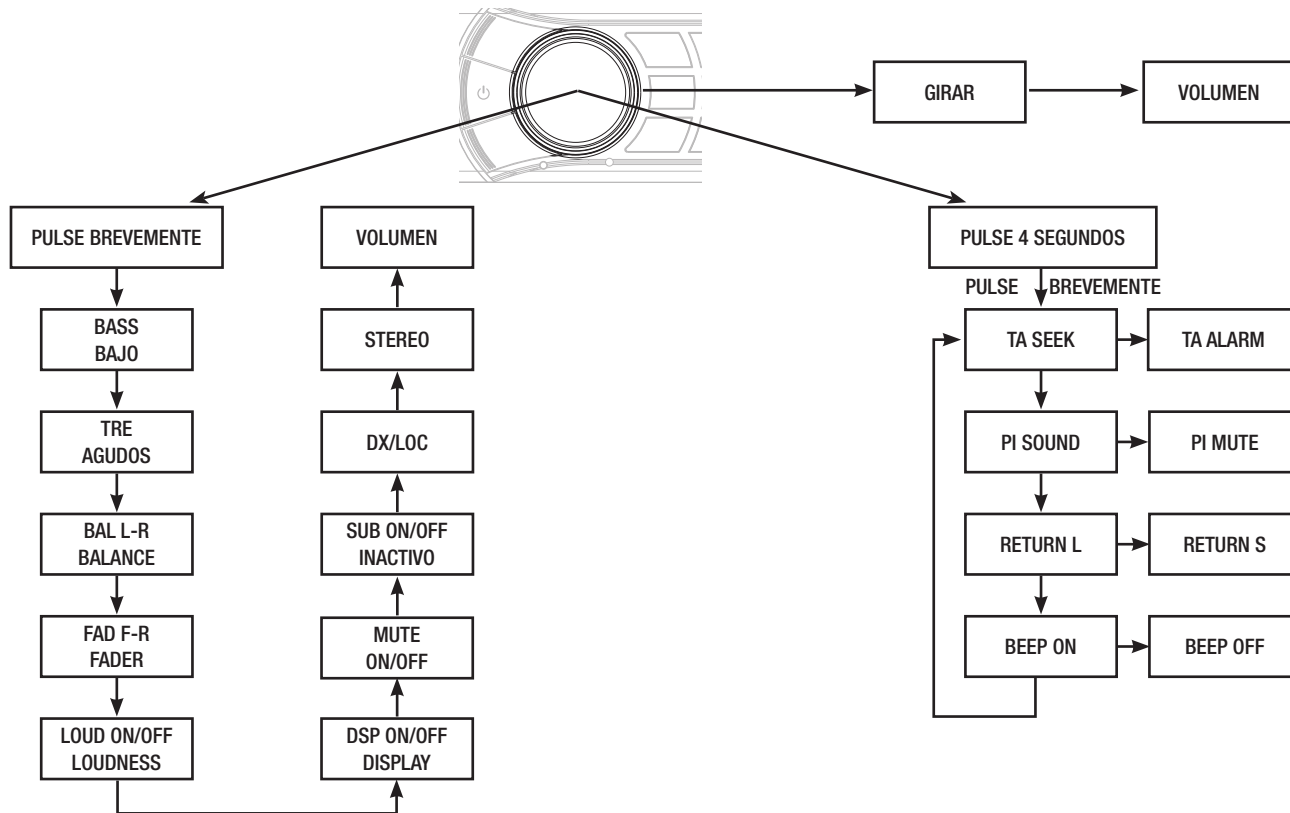 GIRAR
VOLUMEN
PULSE BREVEMENTE
BASS
BAJO
TRE
AGUDOS
BAL L-R
BALANCE
FAD F-R
FADER
LOUD ON/OFF
LOUDNESS
DSP ON/OFF
DISPLAY
MUTE
ON/OFF
SUB ON/OFF
INACTIVO
DX/LOC
STEREO
VOLUMEN
PULSE 4 SEGUNDOS
PULSE BREVEMENTE
TA SEEK
TA ALARM
PI SOUND
PI MUTE
RETURN L
RETURN S
BEEP ON
BEEP OFF